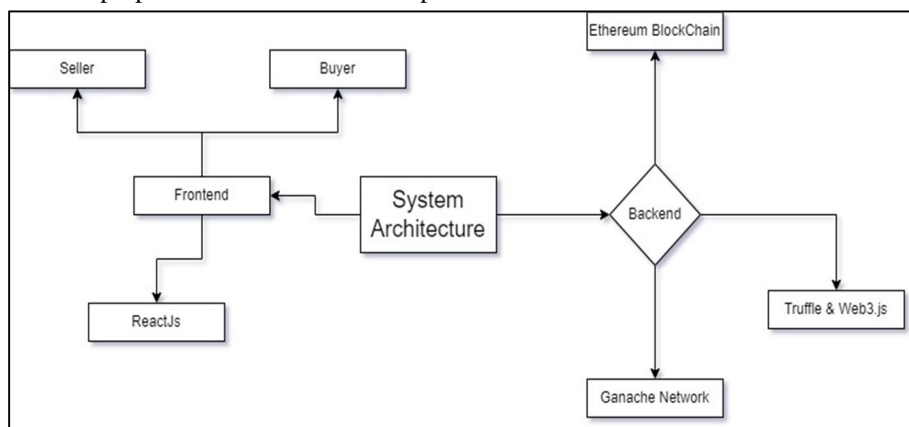 Ethereum BlockChain
Seller
Buyer
Frontend
System
Architecture
Backend
ReactJs
Truffle & Web3.js
Ganache Network